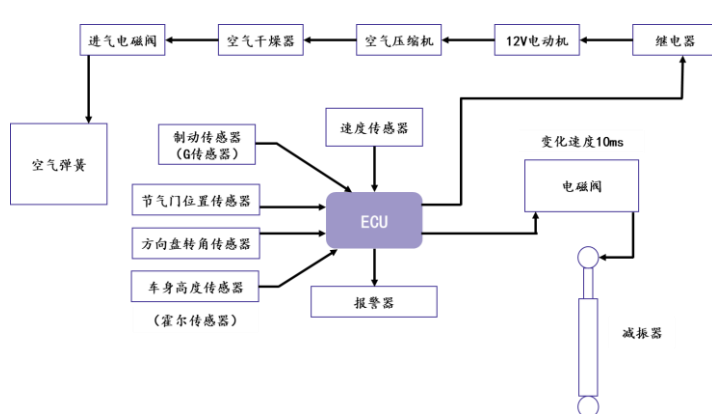 进气电磁阀
空气干燥器
空气压缩机
12V电动机
继电器
空气弹簧
制动传感器
（G传感器）
速度传感器
变化速度10ms
电磁阀
节气门位置传感器
ECU
方向盘转角传感器
车身高度传感器
（霍尔传感器）
报警器
减振器